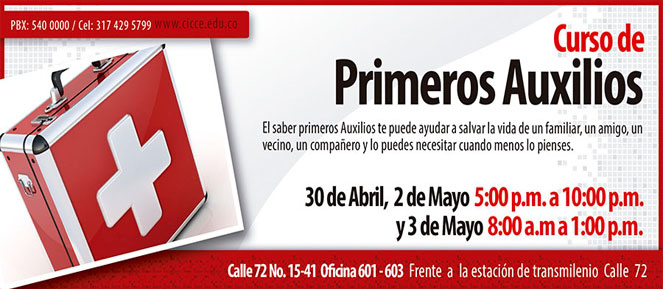 PBX: 540 0000 / Cel: 317 429 5799 www.cicce.edu.co
Curso de
Primeros Auxilios
El saber primeros Auxilios te puede ayudar a salvar la vida de un familiar, un amigo, un
vecino, un compañero y lo puedes necesitar cuando menos lo pienses.
30 de Abril, 2 de Mayo 5:00 p.m. a 10:00 p.m.
y 3 de Mayo 8:00 a.m a 1:00 p.m.
Calle 72 No. 15-41 Oficina 601 - 603 Frente a la estación de transmilenio Calle 72